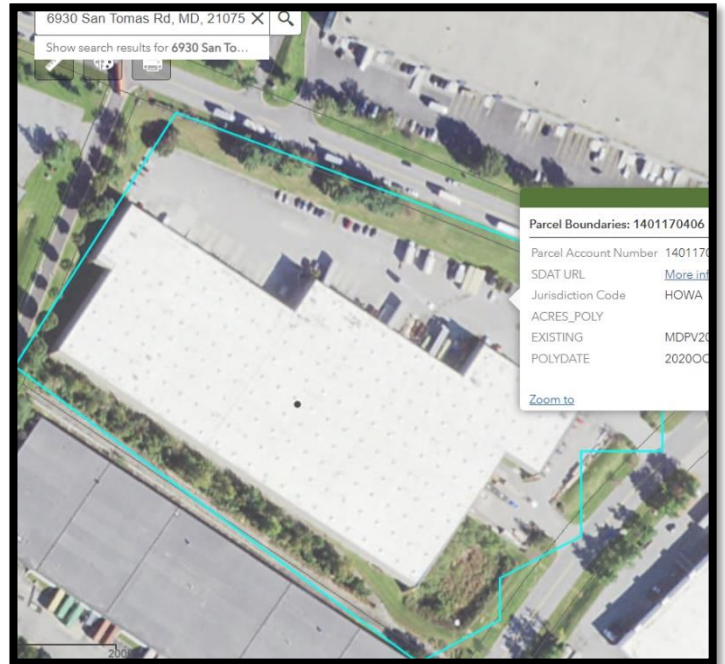 6930 San Tomas Rd, MD, 21075
Show search results for 6930 San To...
Parcel Boundaries: 1401170406
Parcel Account Number 140117
SDAT URL More inf
Jurisdiction Code HOWA
ACRES_POLY
EXISTING MDPV20
POLYDATE 2020OC
Zoom to